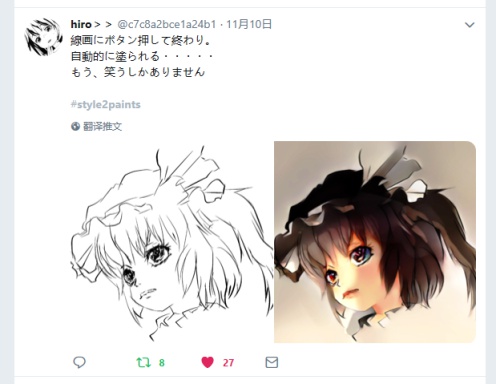 hiro＞＞ @c7c8a2bce1a24b1 · 11月10日
線画にボタン押して終わり。
自動的に塗られる・・・・・
もう、笑うしかありません
#style2paints
翻译推文
8 27